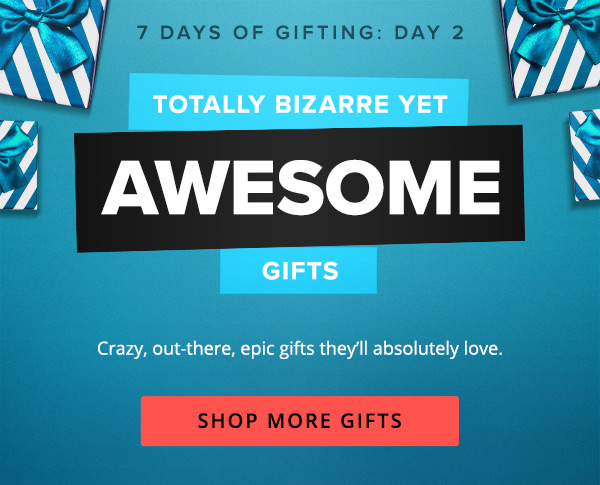 7 DAYS OF GIFTING: DAY 2
TOTALLY BIZARRE YET
AWESOME
GIFTS
Crazy, out-there, epic gifts they'll absolutely love.
SHOP MORE GIFTS